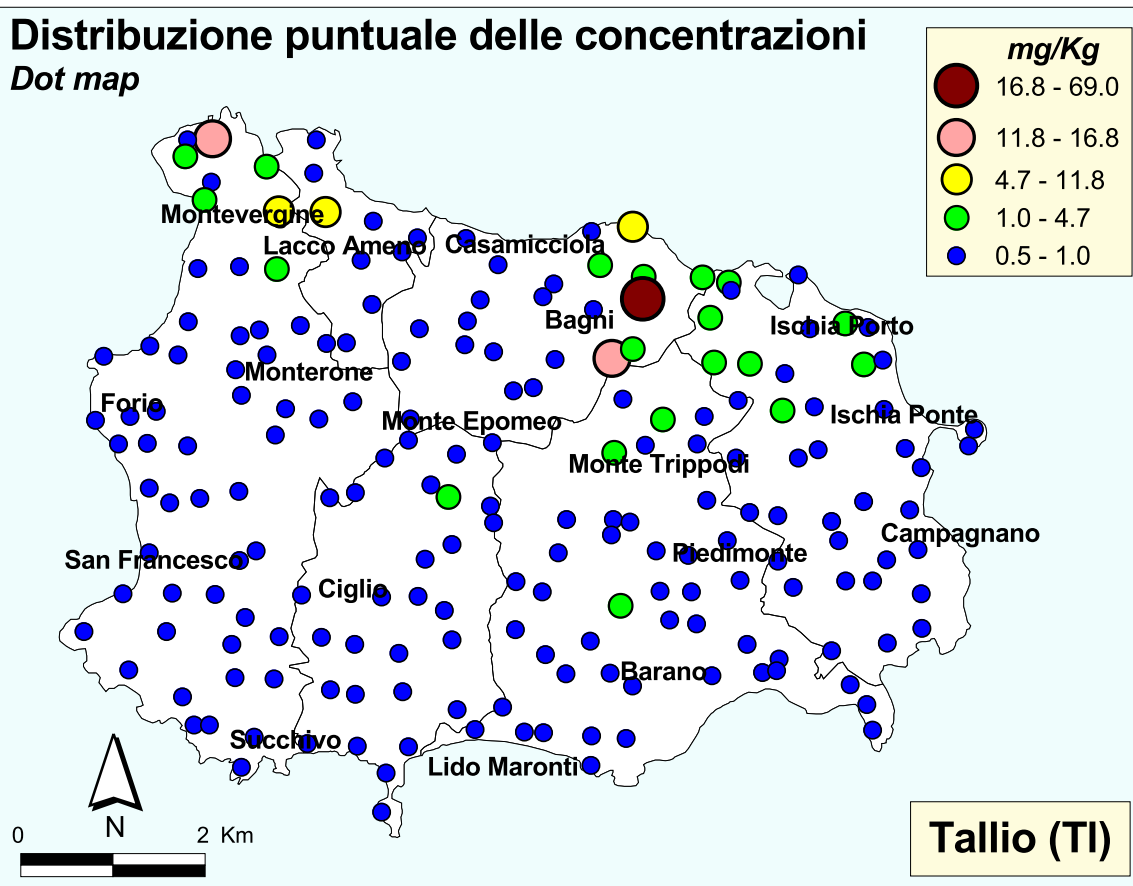 Distribuzione puntuale delle concentrazioni
Dot map
mg/Kg
16.8 - 69.0
11.8 - 16.8
4.7 - 11.8
1.0 - 4.7
0.5 - 1.0
Montevergine
Lacco Ameno
Casamicciola
Bagni
Ischia Porto
Monterone
Forio
Monte Epomeo
Ischia Ponte
Monte Trippodi
Campagnano
San Francesco
Piedimonte
Ciglio
Barano
Succhivo
Lido Maronti
N
0 2 Km
Tallio (Tl)